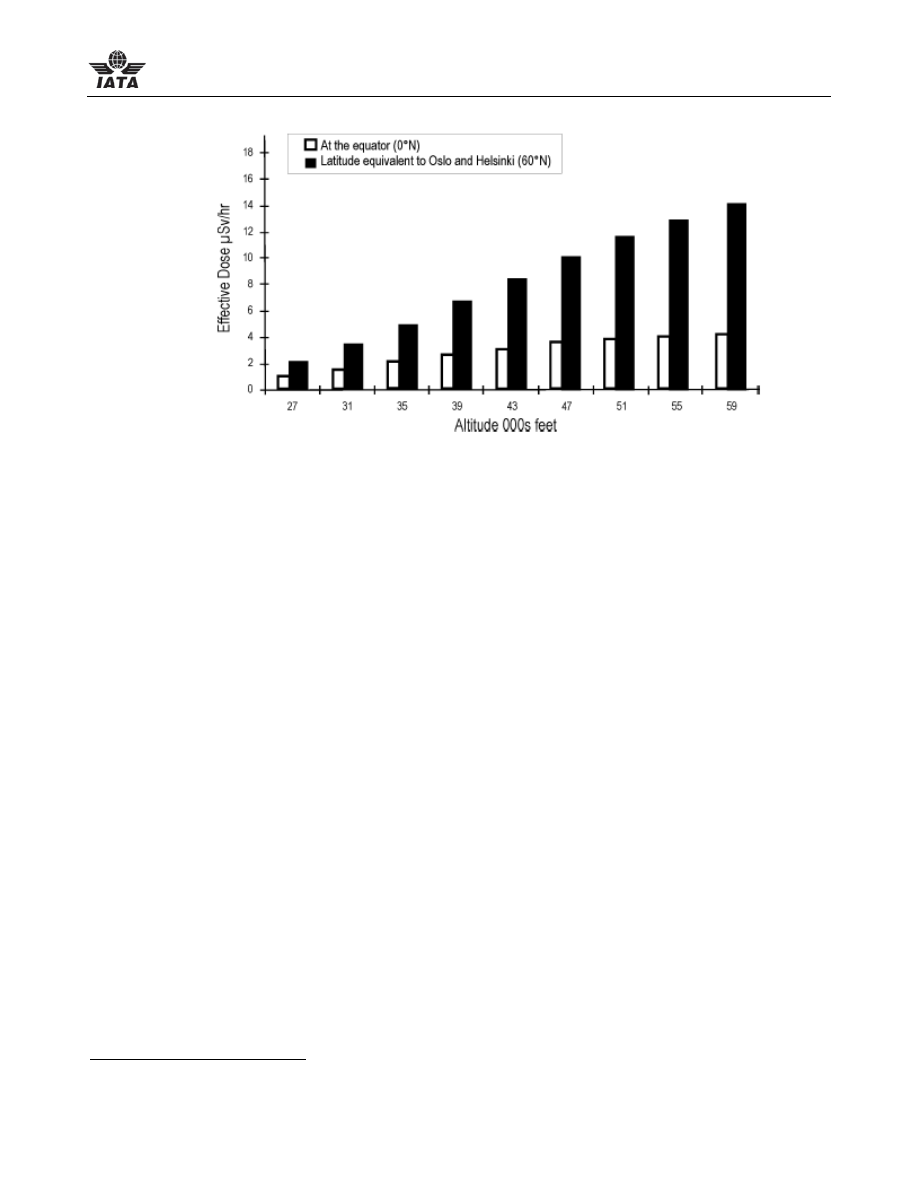 IATA
At the equator (0°N)
Latitude equivalent to Oslo and Helsinki (60°N)
Effective Dose µSv/hr
18
16
14
12
10
8
6
4
2
0
27 31 35 39 43 47 51 55 59
Altitude 000s feet